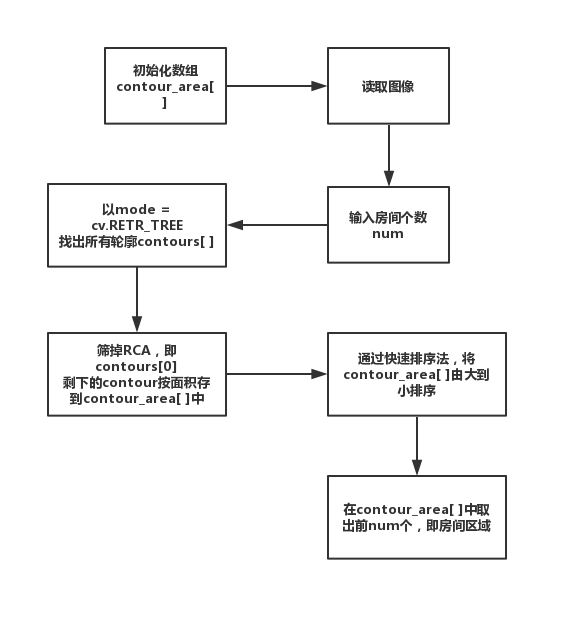 初始化数组
contour_area[
]
读取图像
输入房间个数
num
以mode =
cv.RETR_TREE
找出所有轮廓contours[ ]
筛掉RCA，即
contours[0]
剩下的contour按面积存
到contour_area[ ]中
通过快速排序法，将
contour_area[ ]由大到
小排序
在contour_area[ ]中取
出前num个，即房间区域